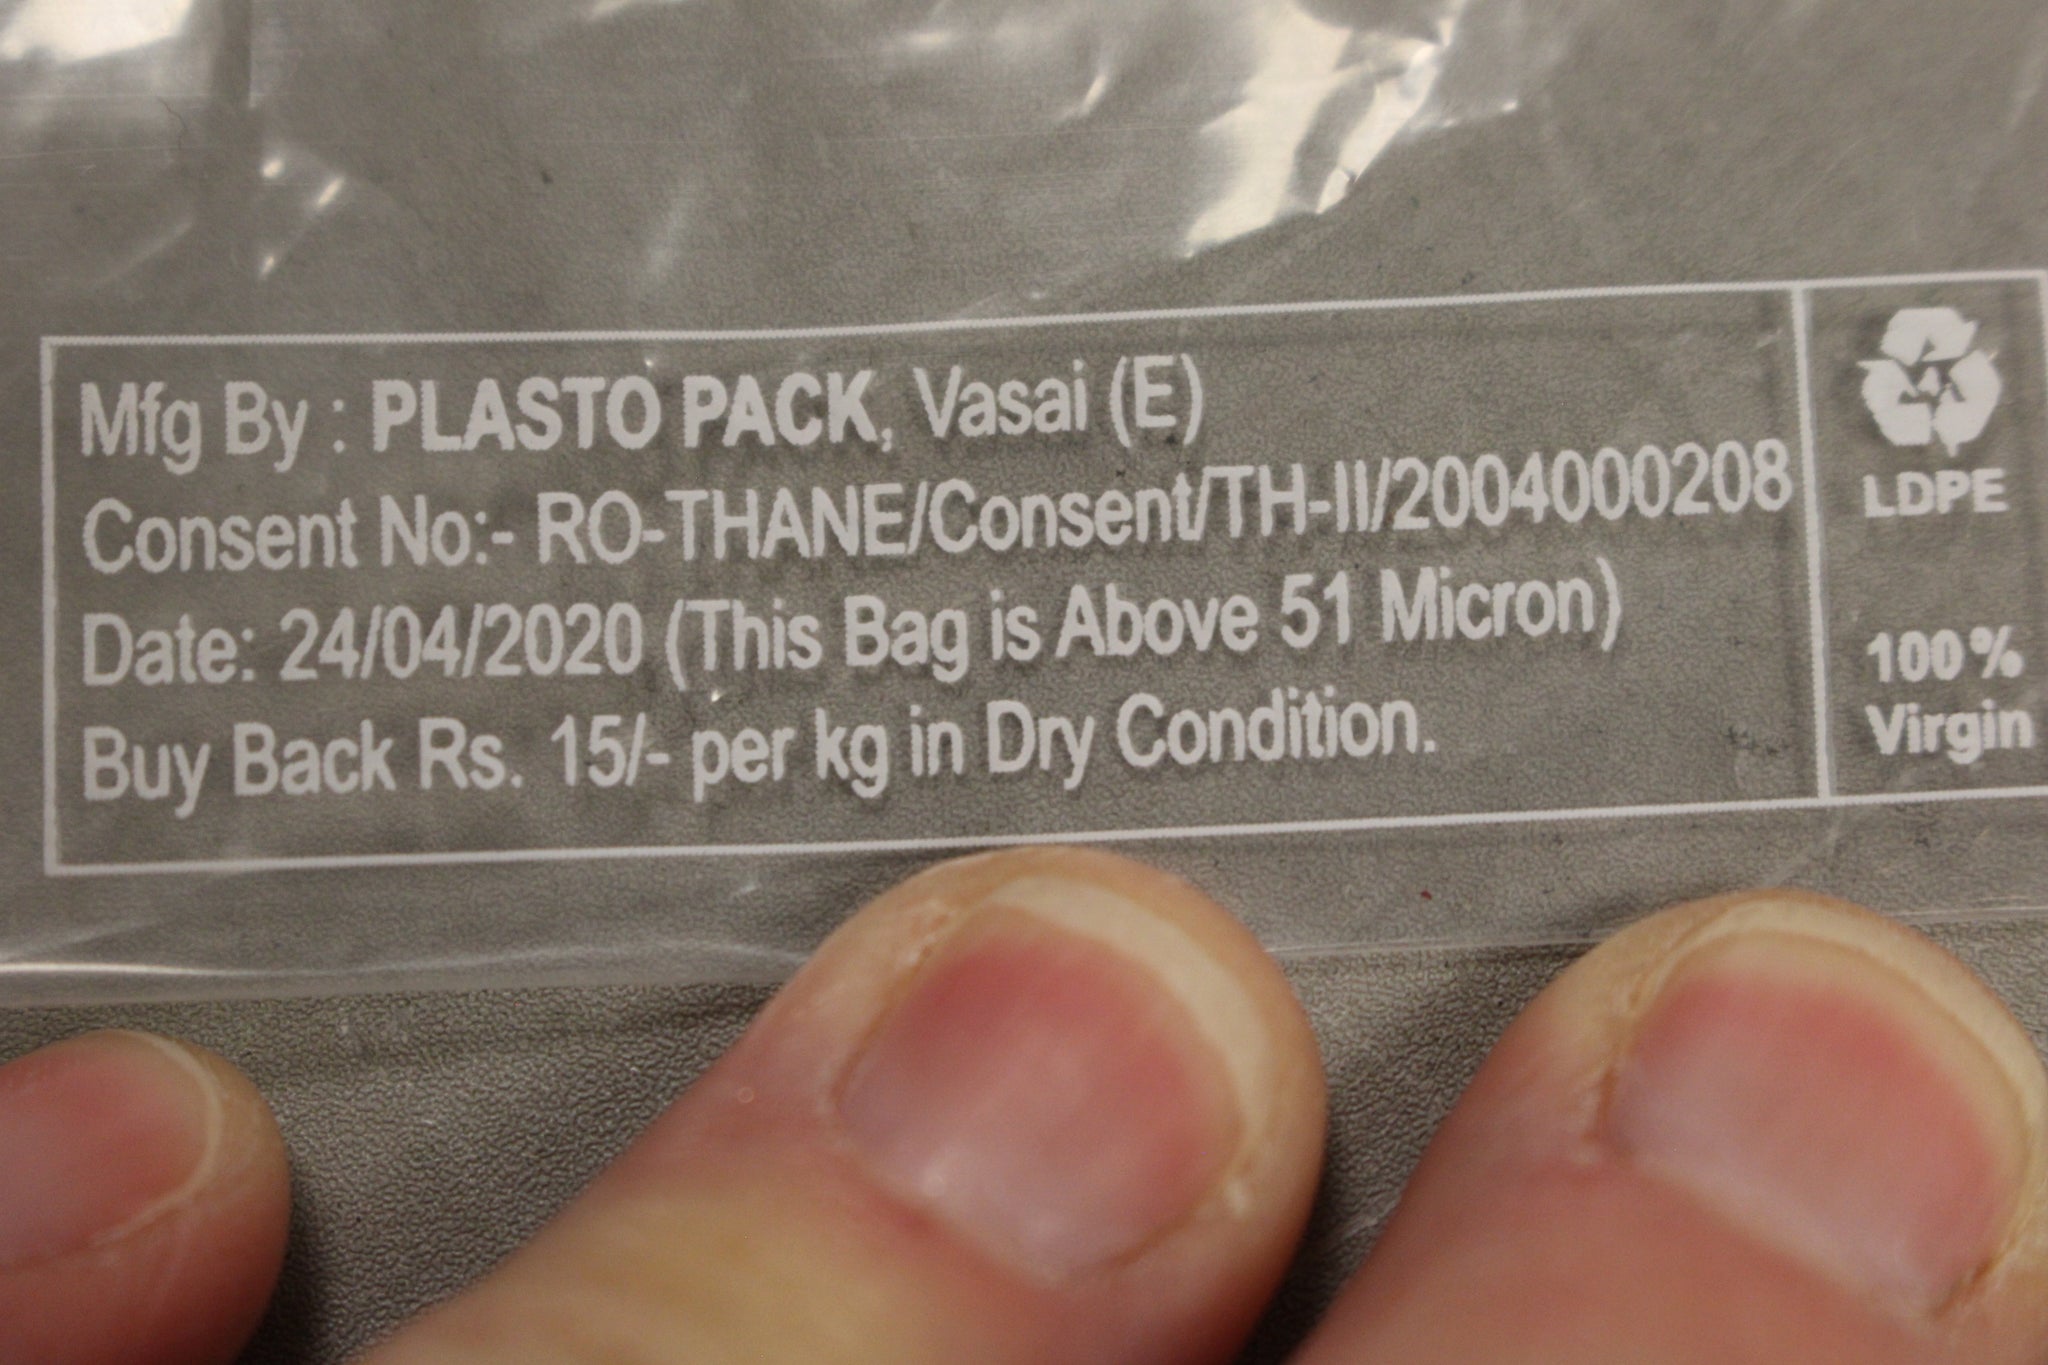 Mfg By : PLASTO PACK, Vasai (E)
Consent No:- RO-THANE/Consent/TH-II/2004000208
Date: 24/04/2020 (This Bag is Above 51 Micron)
Buy Back Rs. 15/- per kg in Dry Condition.
4
LDPE
100%
Virgin